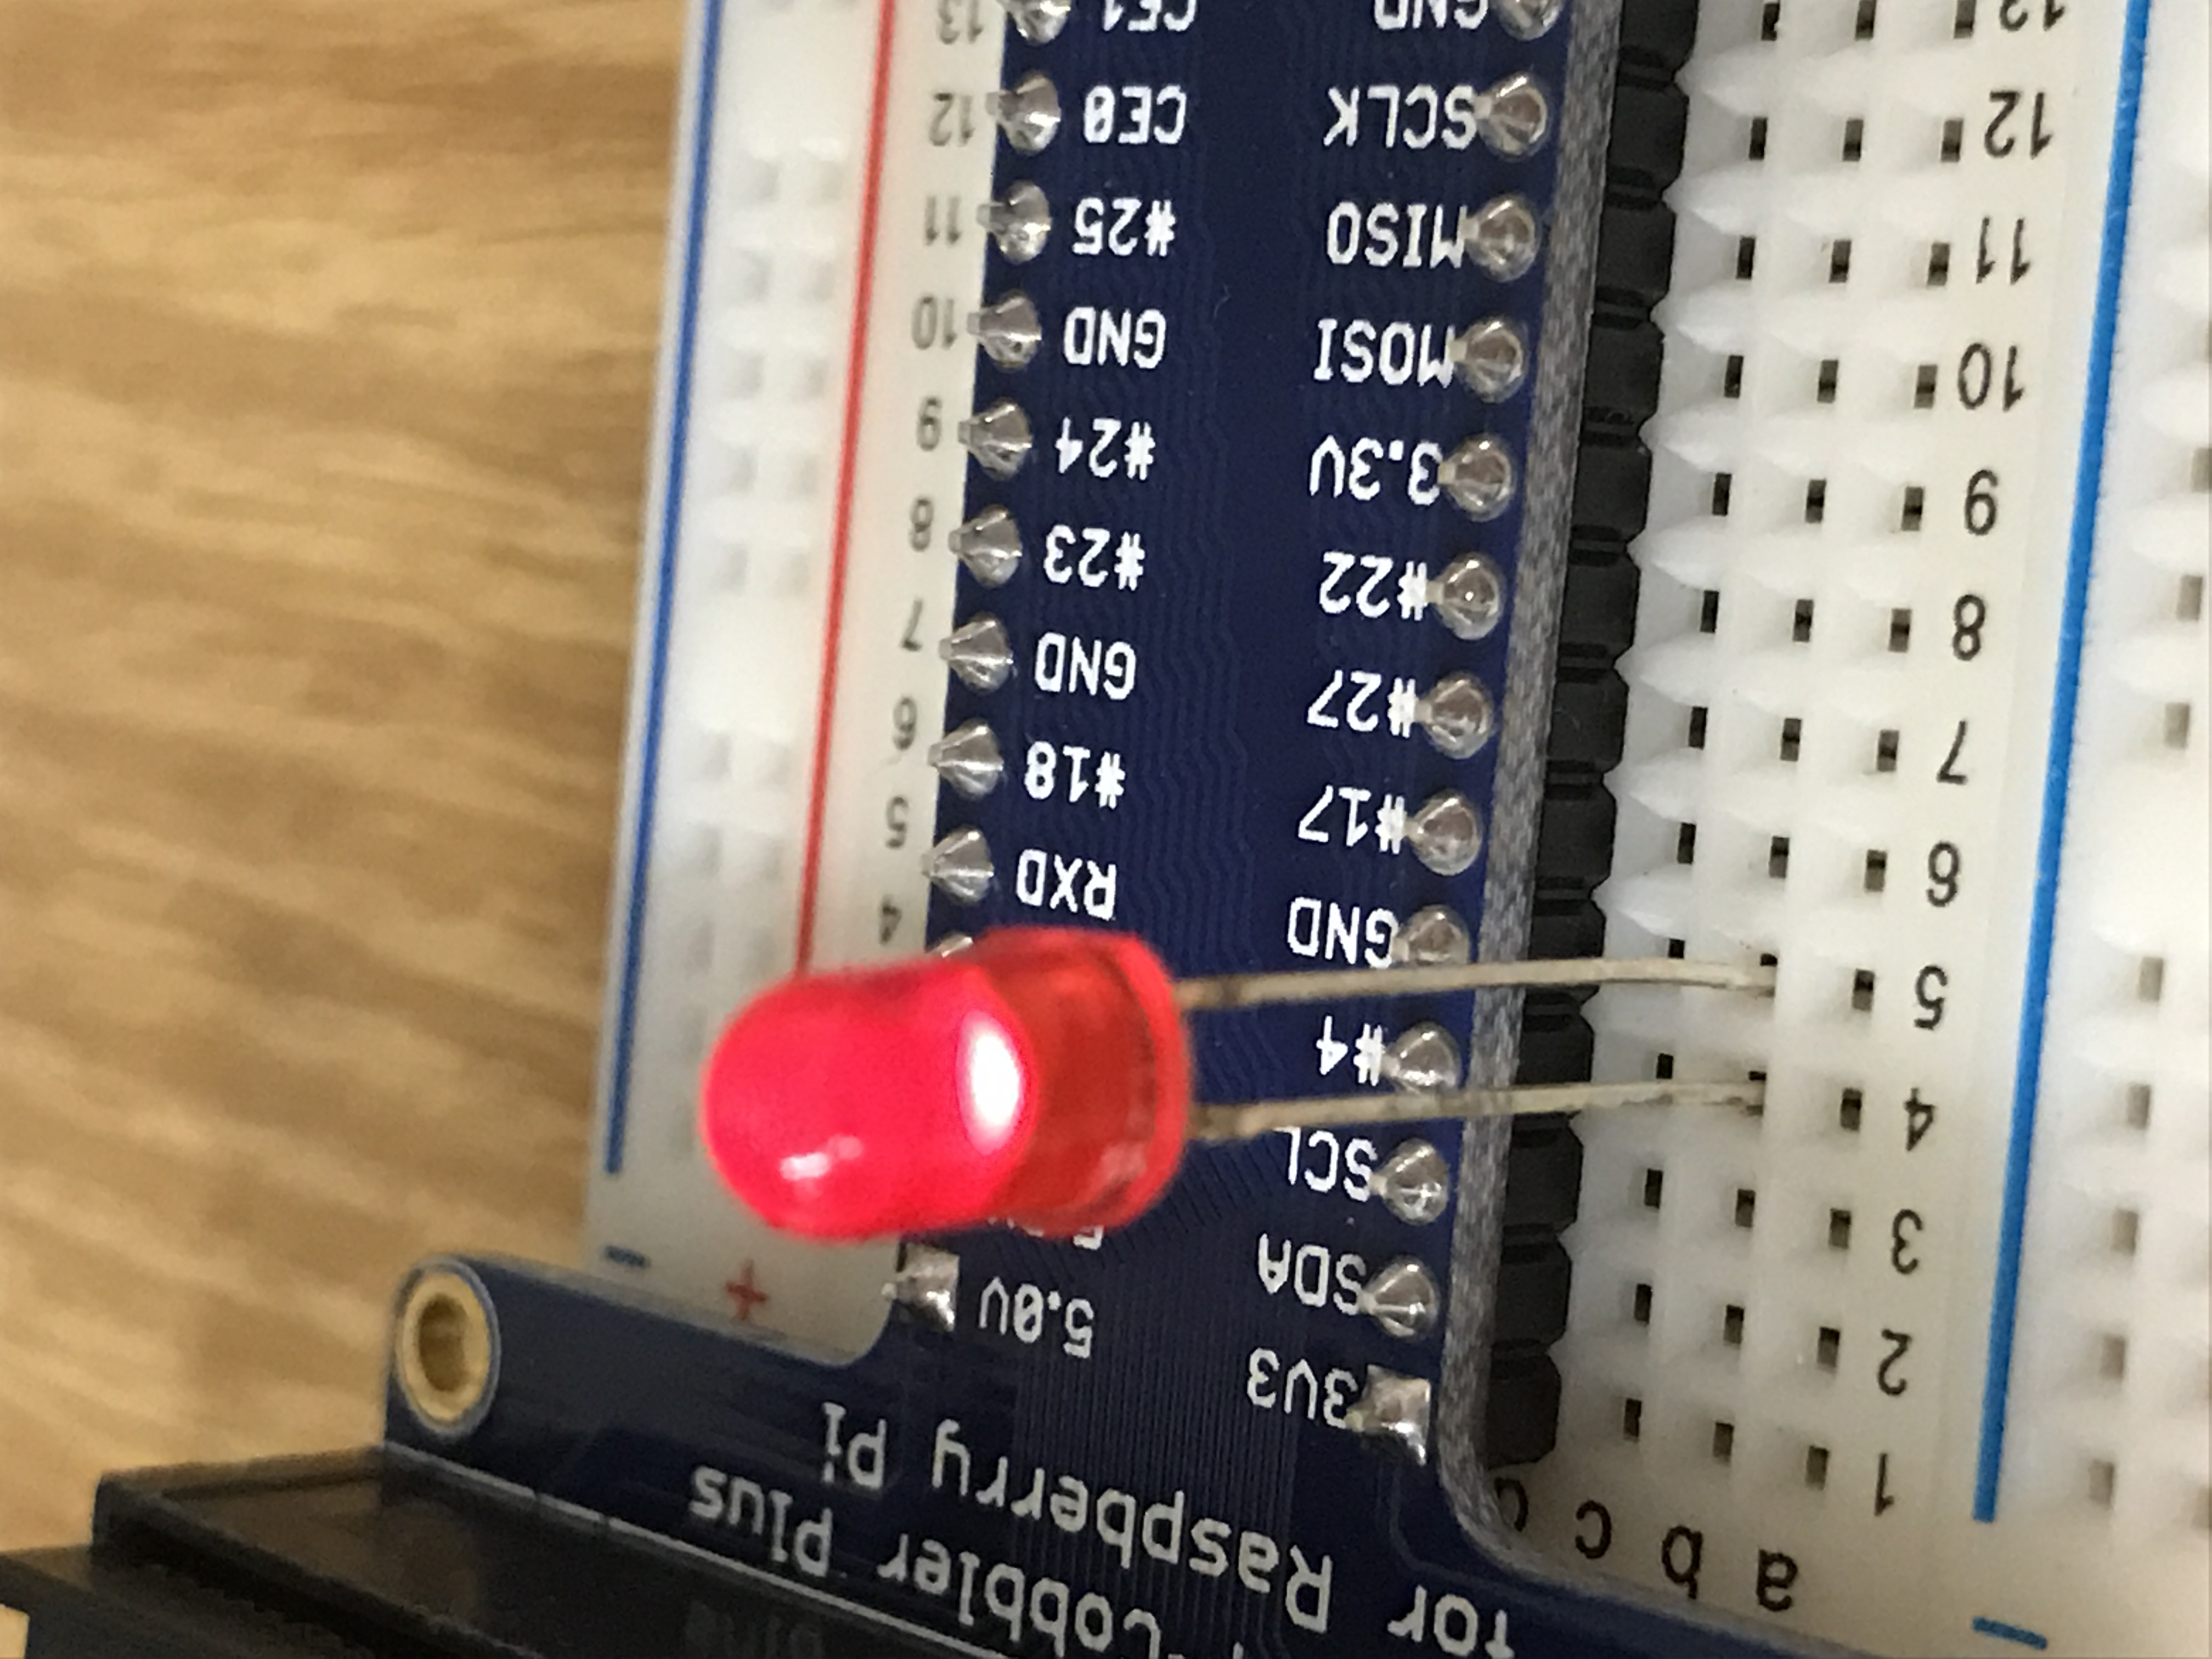 Cobbler Plus
for Raspberry Pi
-
+
4 5 6 7 8 9 10 11 12 13
5.0V RXD #18 GND #23 #24 GND #25 CE0 CE1
3V3 SDA SCL #4 GND #17 #27 #22 3.3V MOSI MISO SCLK GND
c
b
a
1 2 3 4 5 6 7 8 9 10 11 12 13
-